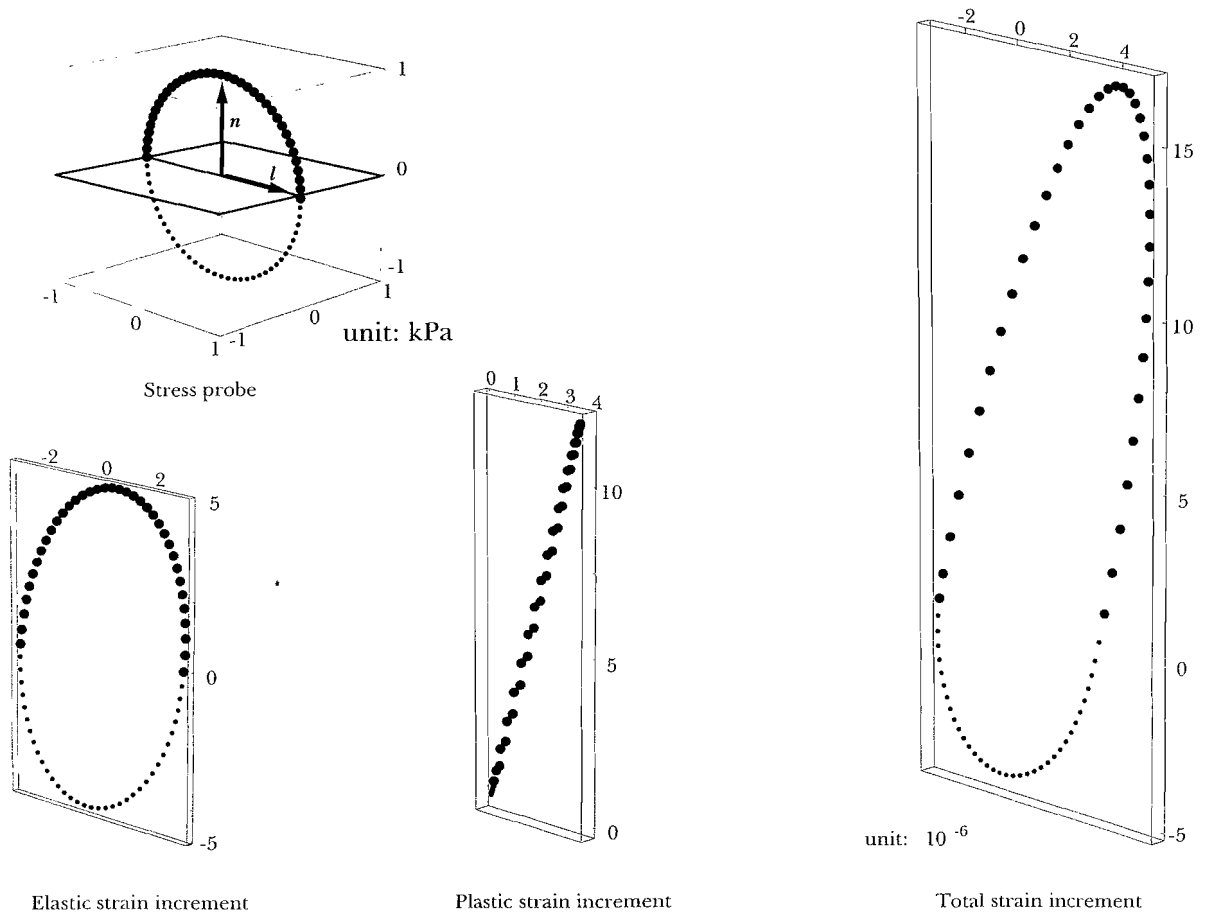 1
n
l
0
-1
-1
0
1 -1
0
1
unit: kPa
Stress probe
-2 0 2
5
0
-5
Elastic strain increment
0 1 2 3 4
10
5
0
Plastic strain increment
-2 0 2 4
15
10
5
0
-5
unit: 10 -6
Total strain increment